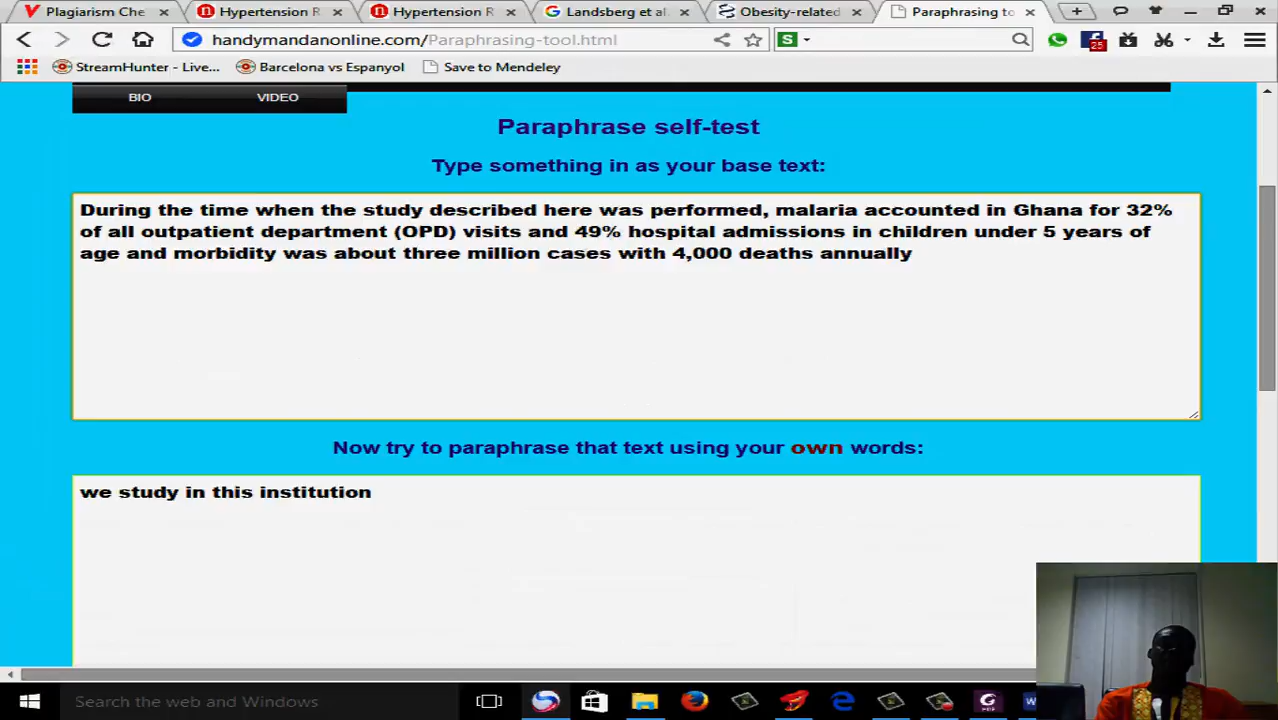 Plagiarism Che
Hypertension R
Hypertension R
Landsberg et al.
Obesity-related
Paraphrasing to
handymandanonline.com/Paraphrasing-tool.html
S
25
StreamHunter - Live...
Barcelona vs Espanyol
Save to Mendeley
BIO
VIDEO
Paraphrase self-test
Type something in as your base text:
During the time when the study described here was performed, malaria accounted in Ghana for 32%
of all outpatient department (OPD) visits and 49% hospital admissions in children under 5 years of
age and morbidity was about three million cases with 4,000 deaths annually
Now try to paraphrase that text using your own words:
we study in this institution
Search the web and Windows